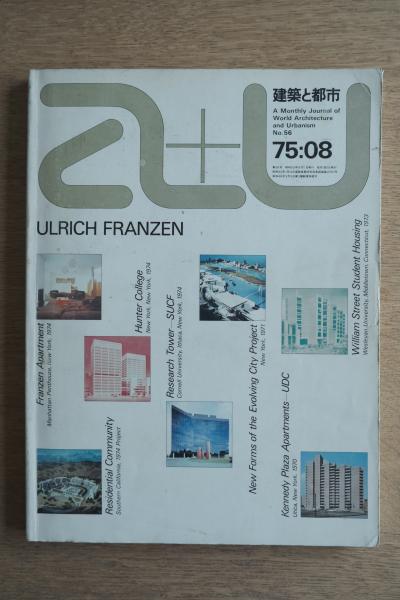 a+u
建築と都市
A Monthly Journal of
World Architecture
and Urbanism
No.56
75:08
ULRICH FRANZEN
Franzen Apartment
Manhattan Penthouse, New York, 1974
Hunter College
New York, New York, 1974
Research Tower—SUCF
Cornell University, Ithaca, New York, 1974
William Street Student Housing
Wesleyan University, Middletown, Connecticut, 1973
Residential Community
Southern California, 1974 Project
New Forms of the Evolving City Project
New York, 1971
Kennedy Plaza Apartments—UDC
Utica, New York, 1970